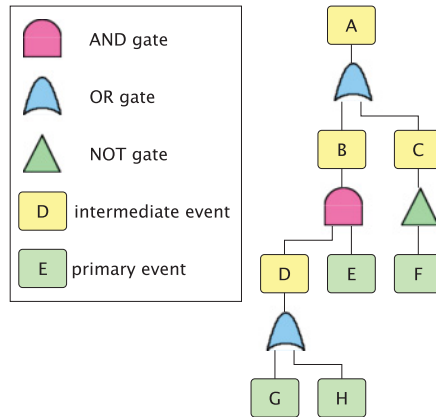 AND gate
OR gate
NOT gate
D intermediate event
E primary event
A
B C
D E F
G H